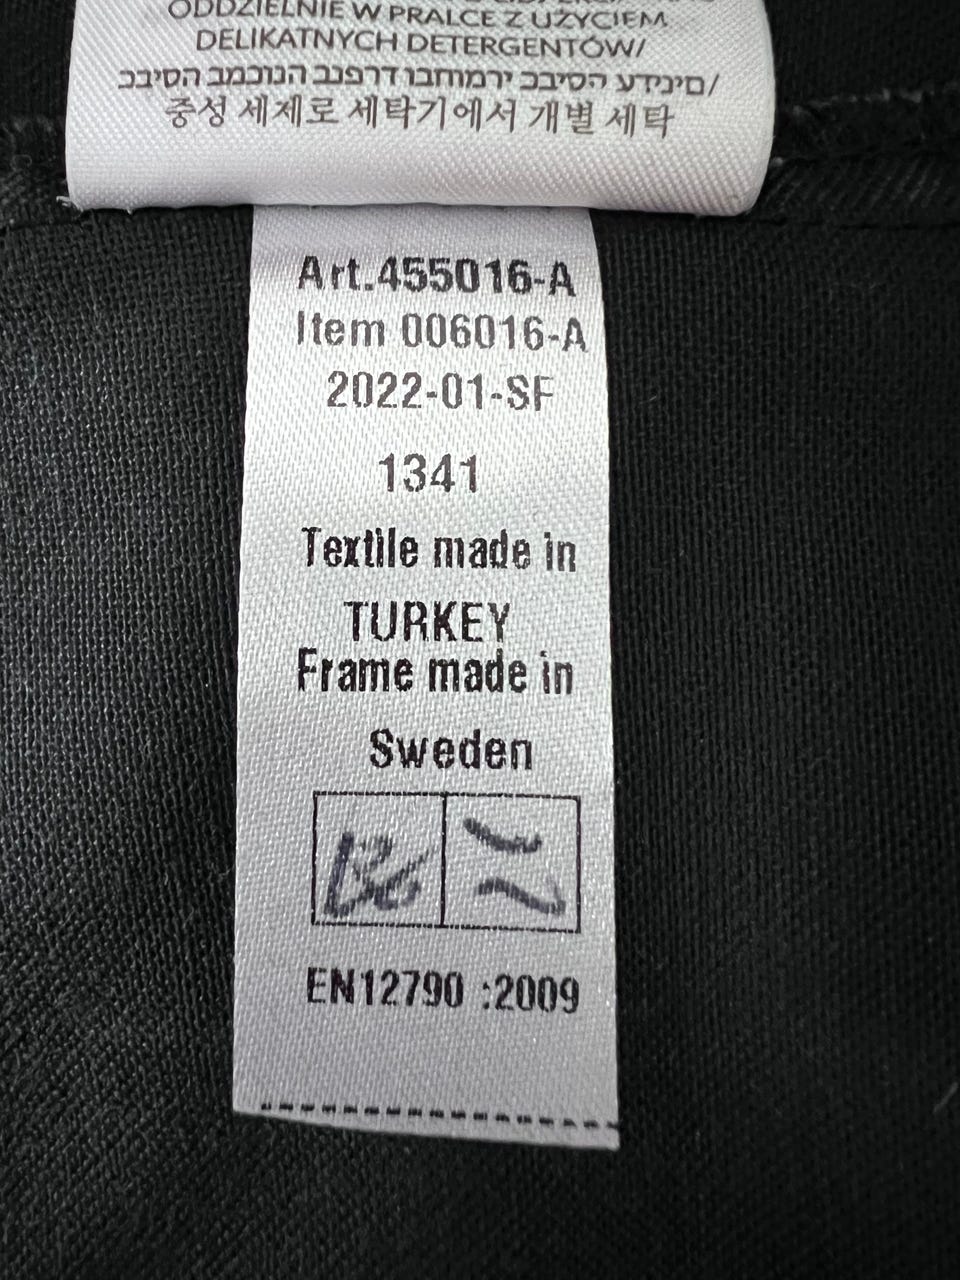 ODDZIELNIE W PRALCE Z UŻYCIEM
DELIKATNYCH DETERGENTÓW/
중성 세제로 세탁기에서 개별 세탁
Art.455016-A
Item 006016-A
2022-01-SF
1341
Textile made in
TURKEY
Frame made in
Sweden
EN12790 :2009